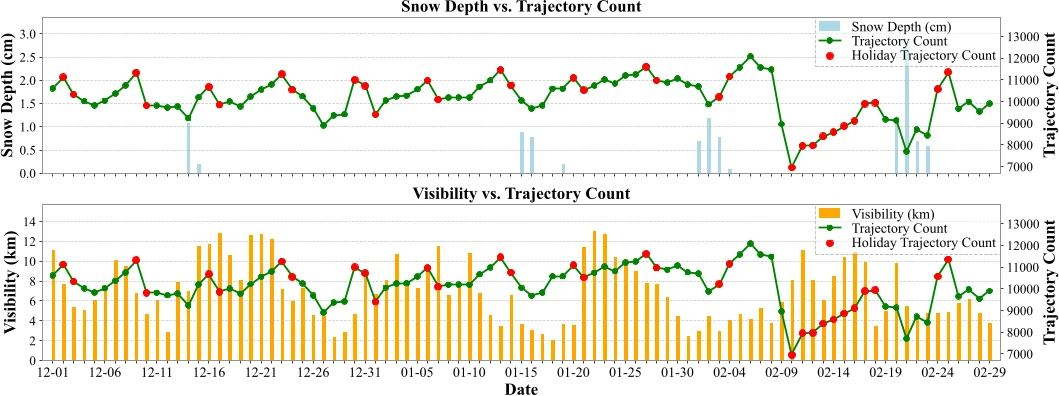 Snow Depth vs. Trajectory Count
Snow Depth (cm)
3.0
2.5
2.0
1.5
1.0
0.5
0.0
Snow Depth (cm)
Trajectory Count
Holiday Trajectory Count
13000
12000
11000
10000
9000
8000
7000
Trajectory Count
Visibility vs. Trajectory Count
Visibility (km)
14
12
10
8
6
4
2
0
Visibility (km)
Trajectory Count
Holiday Trajectory Count
13000
12000
11000
10000
9000
8000
7000
Trajectory Count
12-01 12-06 12-11 12-16 12-21 12-26 12-31 01-05 01-10 01-15 01-20 01-25 01-30 02-04 02-09 02-14 02-19 02-24 02-29
Date